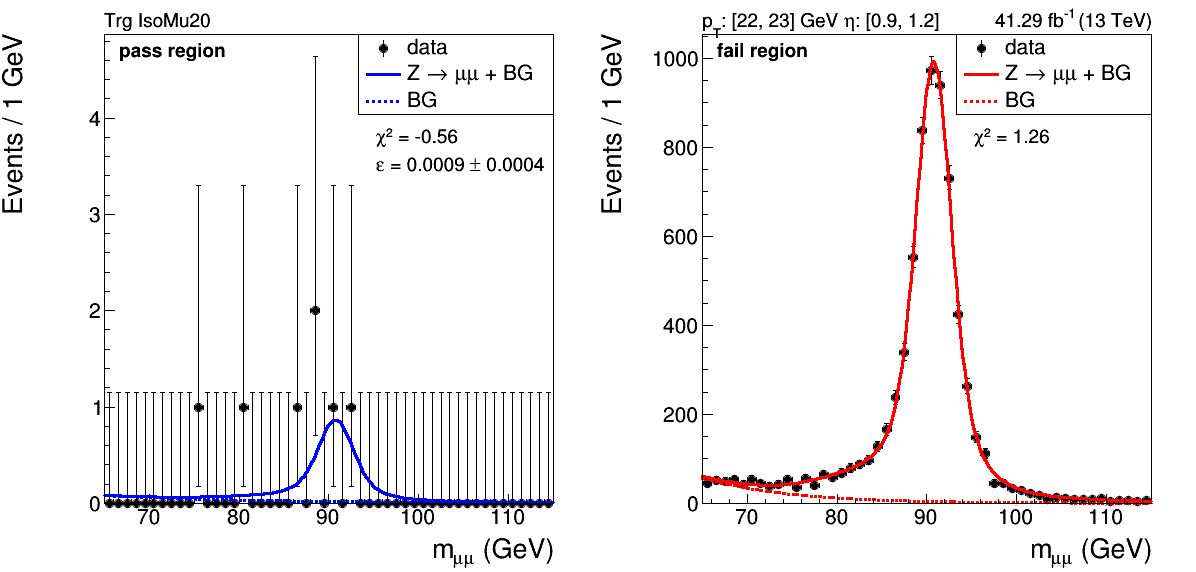 Trg IsoMu20
pass region
data
Z → μμ + BG
BG
χ² = -0.56
ε = 0.0009 ± 0.0004
Events / 1 GeV
4
3
2
1
0
70 80 90 100 110
mμμ (GeV)
pT: [22, 23] GeV η: [0.9, 1.2] 41.29 fb⁻¹ (13 TeV)
fail region
data
Z → μμ + BG
BG
χ² = 1.26
Events / 1 GeV
1000
800
600
400
200
0
70 80 90 100 110
mμμ (GeV)